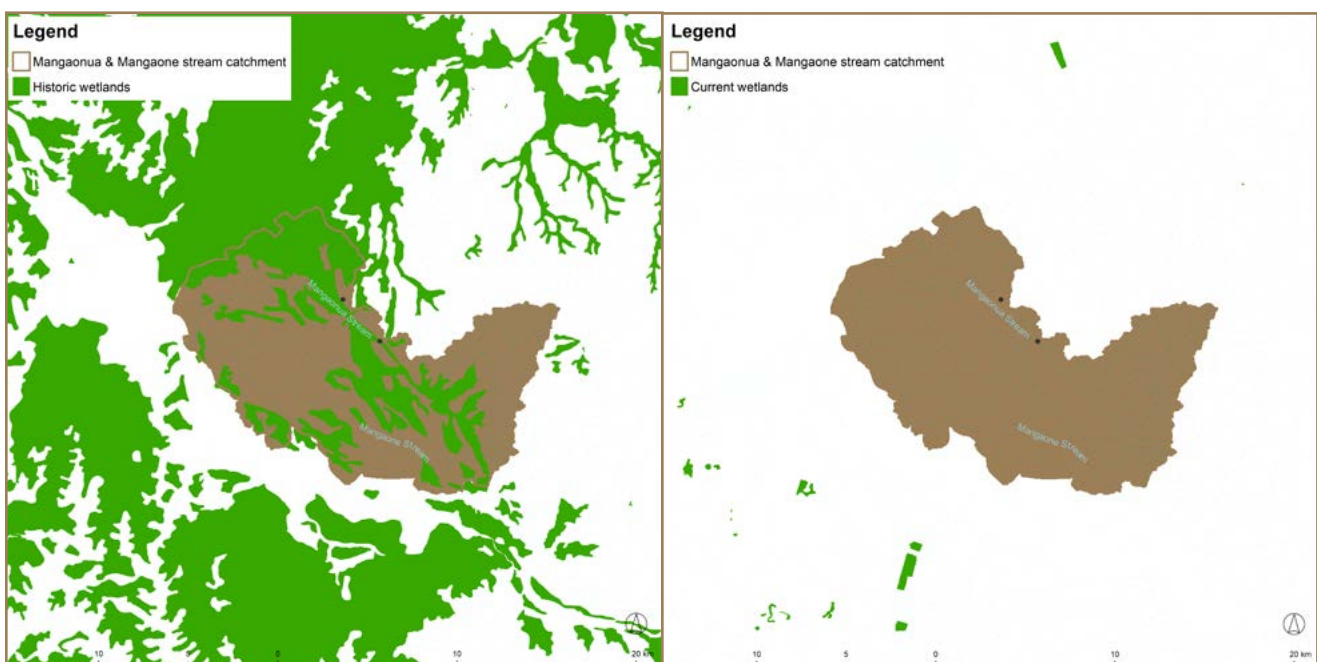 Legend
Mangaonua & Mangaone stream catchment
Historic wetlands
Mangaonua Stream
Mangaone Stream
10
0
10
20 km
Legend
Mangaonua & Mangaone stream catchment
Current wetlands
Mangaonua Stream
Mangaone Stream
10
5
0
10
20 km